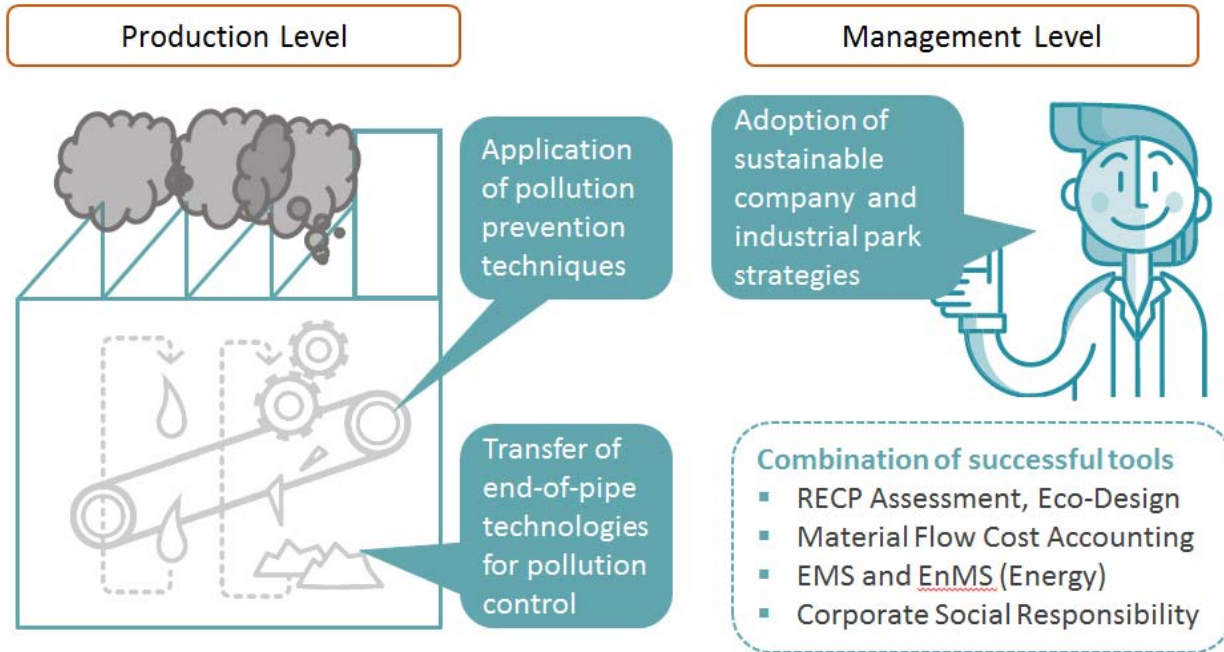 Production Level
Management Level
Application
of pollution
prevention
techniques
Adoption of
sustainable
company and
industrial park
strategies
Transfer of
end-of-pipe
technologies
for pollution
control
Combination of successful tools
▪ RECP Assessment, Eco-Design
▪ Material Flow Cost Accounting
▪ EMS and EnMS (Energy)
▪ Corporate Social Responsibility